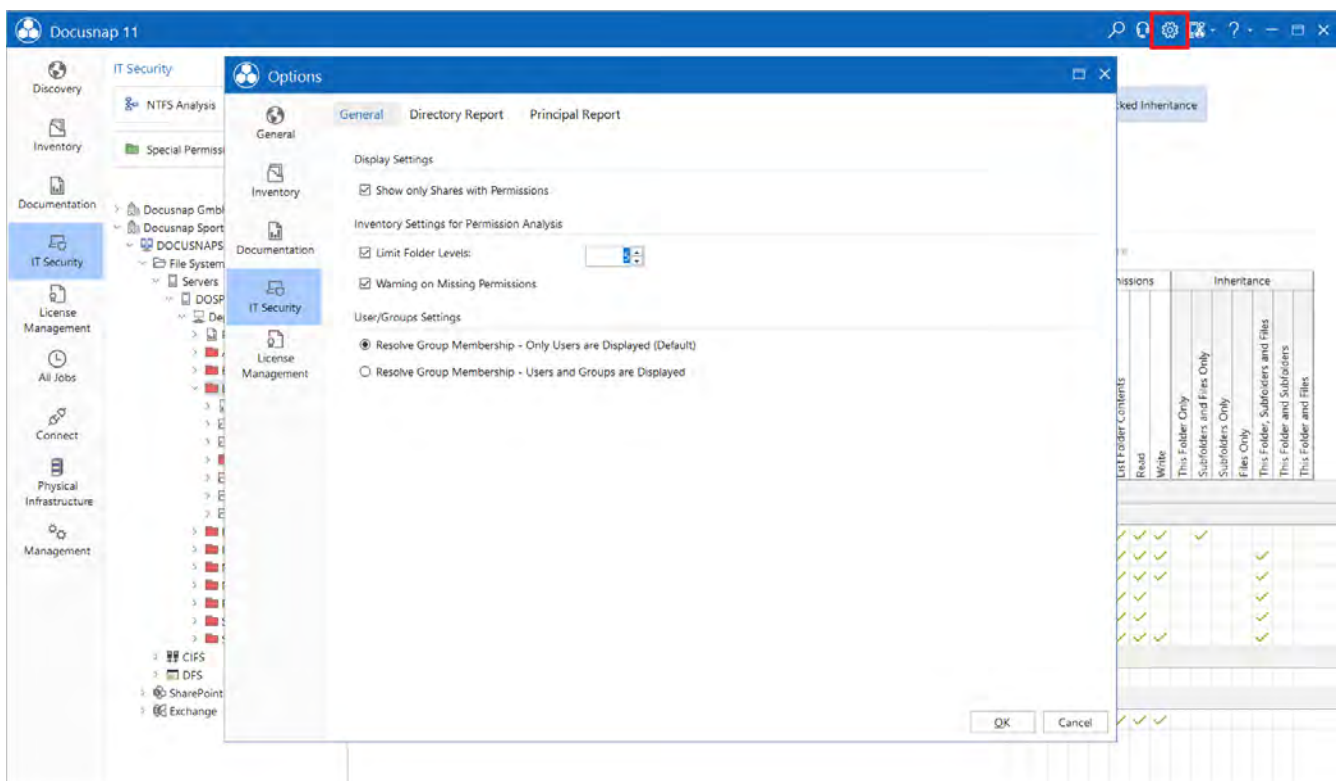 Docusnap 11
?
Discovery
Inventory
Documentation
IT Security
License
Management
All Jobs
Connect
Physical
Infrastructure
Management
IT Security
NTFS Analysis
Special
Docusnap
Docusnap
DOCUSNAPS
File System
Servers
CIFS
DFS
SharePoint
Exchange
Options
General
Inventory
Documentation
IT Security
License
Management
General Directory Report Principal Report
Display Settings
Show only Shares with Permissions
Inventory Settings for Permission Analysis
Limit Folder Levels: 5
Warning on Missing Permissions
User/Groups Settings
Resolve Group Membership - Only Users are Displayed (Default)
Resolve Group Membership - Users and Groups are Displayed
OK Cancel
Inheritance
Inheritance
List Folder Contents
Read
Write
This Folder Only
Subfolders and Files Only
Subfolders Only
Files Only
This Folder, Subfolders and Files
This Folder and Subfolders
This Folder and Files